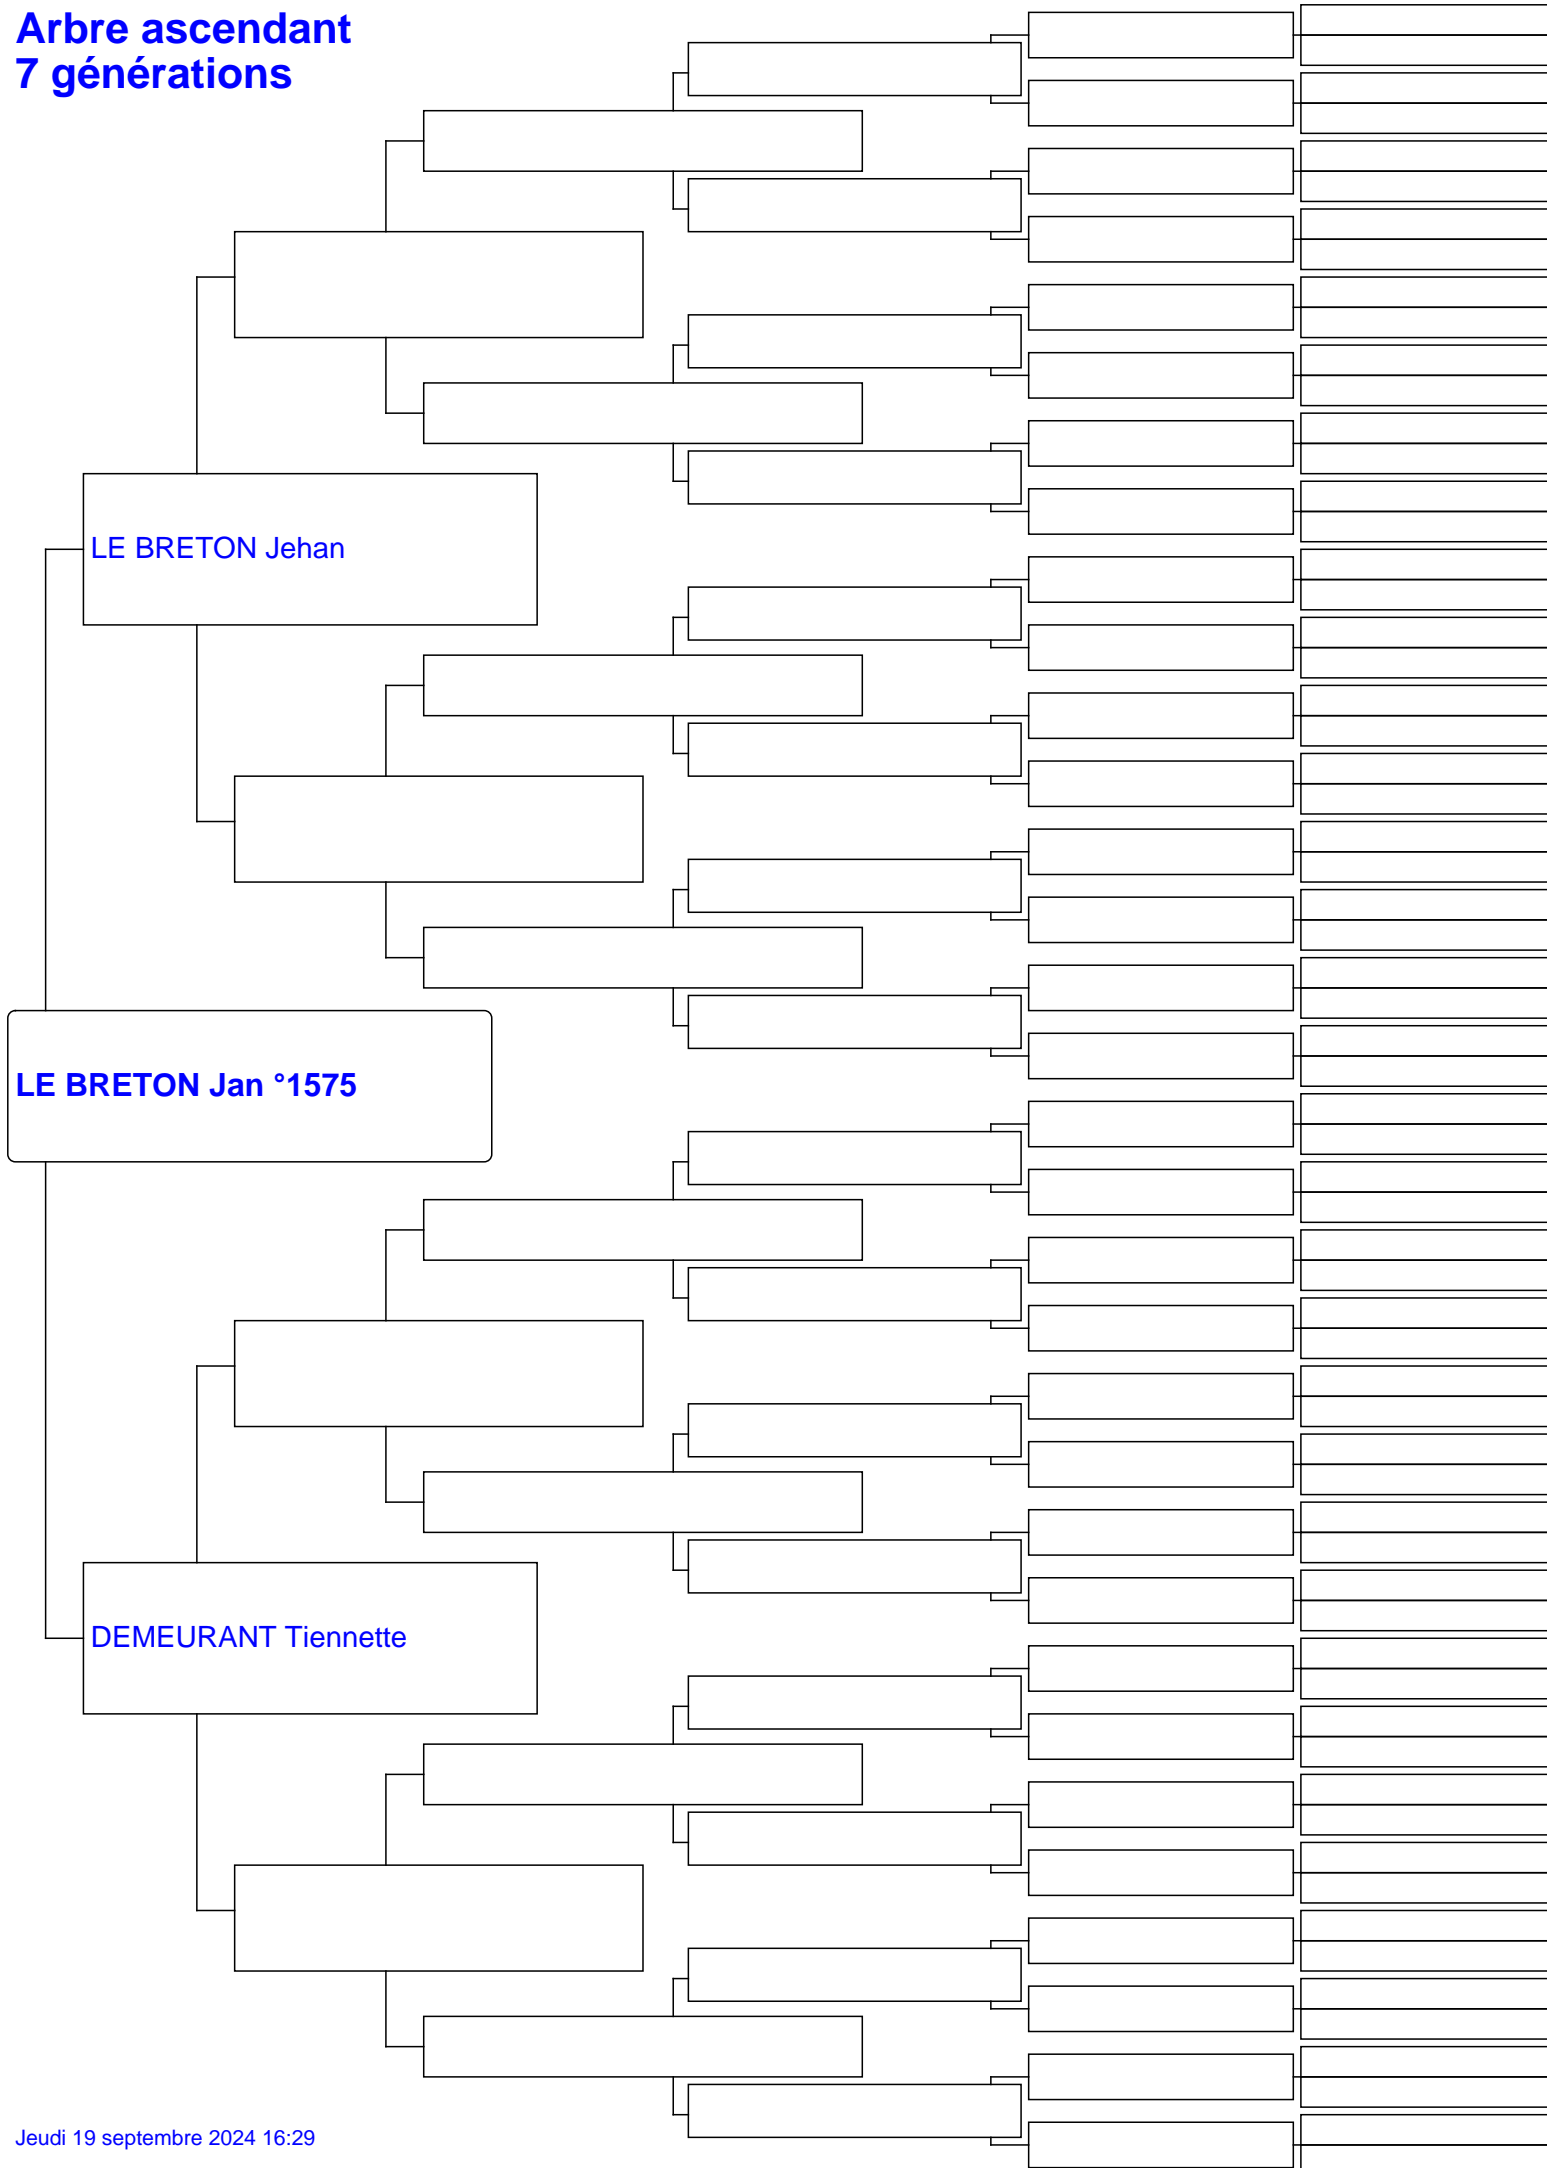 Arbre ascendant
7 générations
LE BRETON Jehan
LE BRETON Jan °1575
DEMEURANT Tiennette
Jeudi 19 septembre 2024 16:29